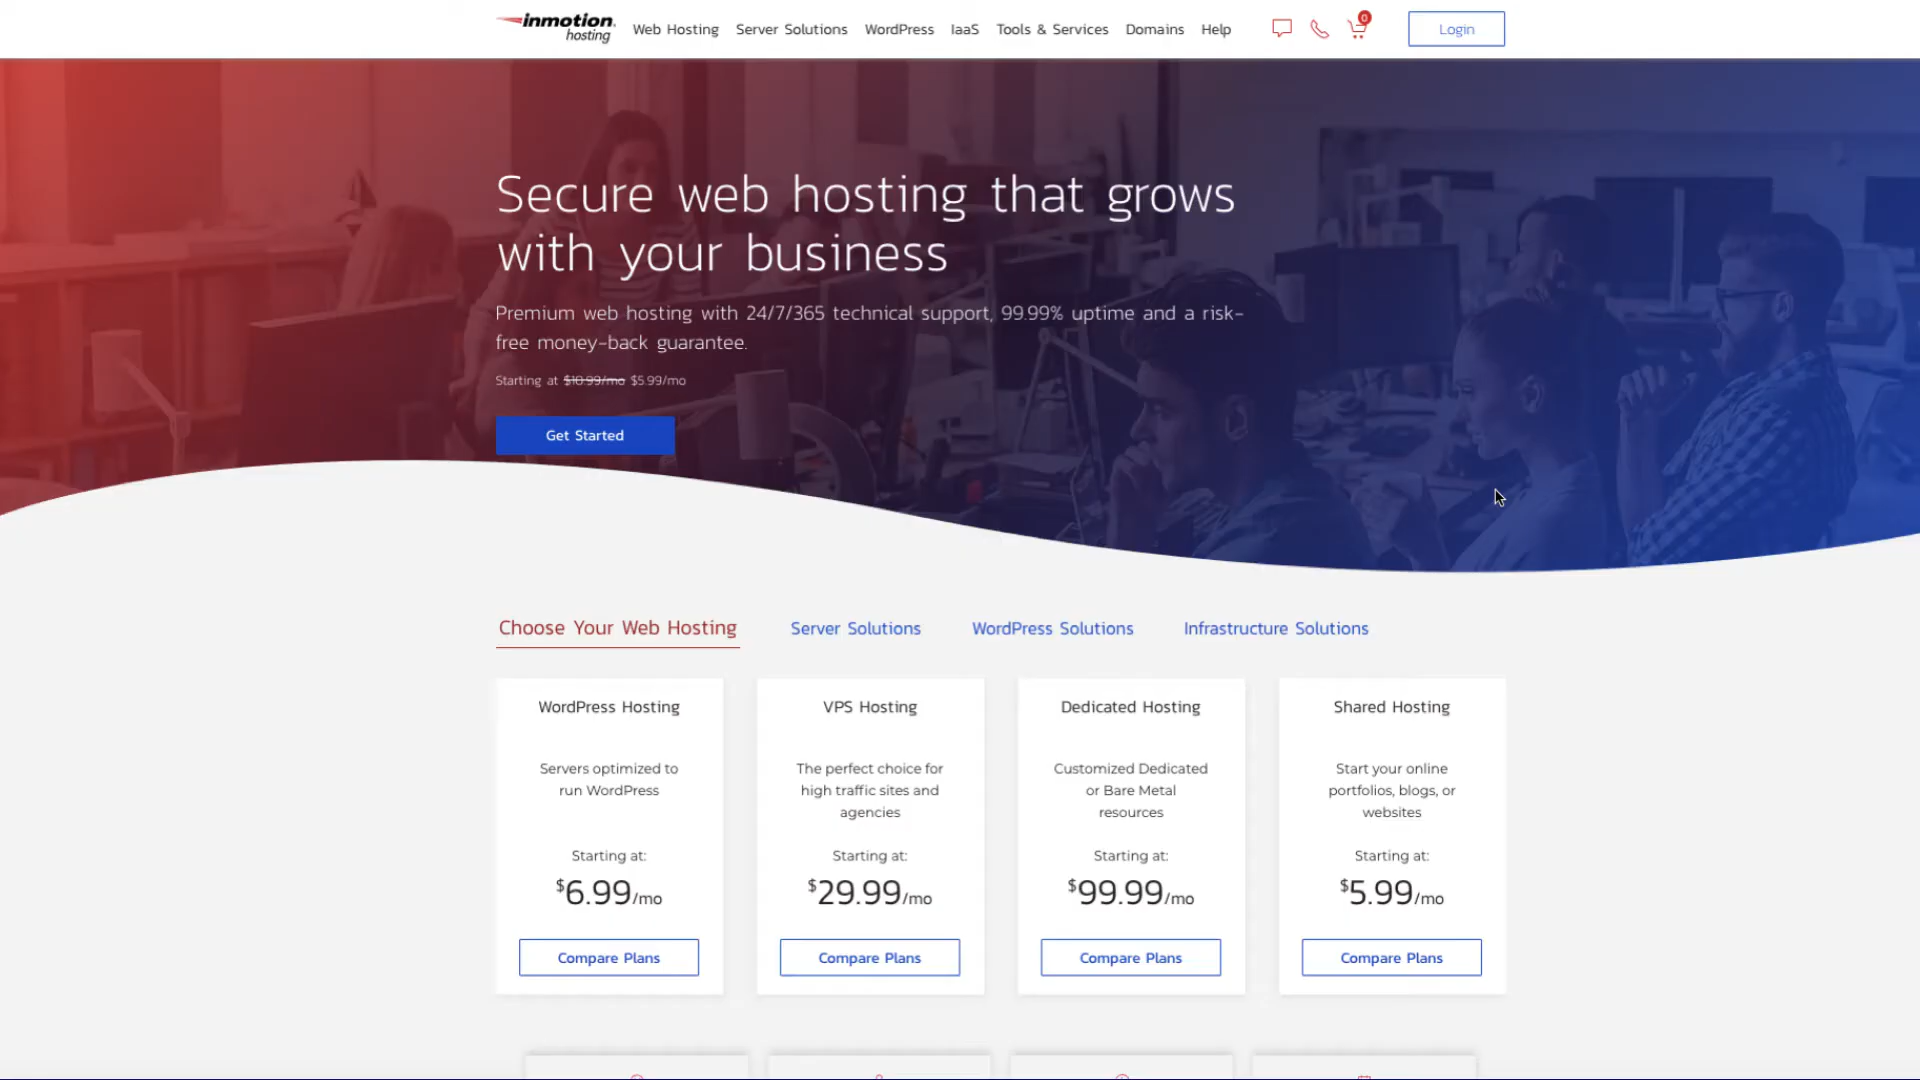 inmotion
hosting
Web Hosting
Server Solutions
WordPress
IaaS
Tools & Services
Domains
Help
0
Login
Secure web hosting that grows
with your business
Premium web hosting with 24/7/365 technical support, 99.99% uptime and a risk-
free money-back guarantee.
Starting at $10.99/mo $5.99/mo
Get Started
Choose Your Web Hosting
Server Solutions
WordPress Solutions
Infrastructure Solutions
WordPress Hosting
Servers optimized to
run WordPress
Starting at:
$6.99/mo
Compare Plans
VPS Hosting
The perfect choice for
high traffic sites and
agencies
Starting at:
$29.99/mo
Compare Plans
Dedicated Hosting
Customized Dedicated
or Bare Metal
resources
Starting at:
$99.99/mo
Compare Plans
Shared Hosting
Start your online
portfolios, blogs, or
websites
Starting at:
$5.99/mo
Compare Plans